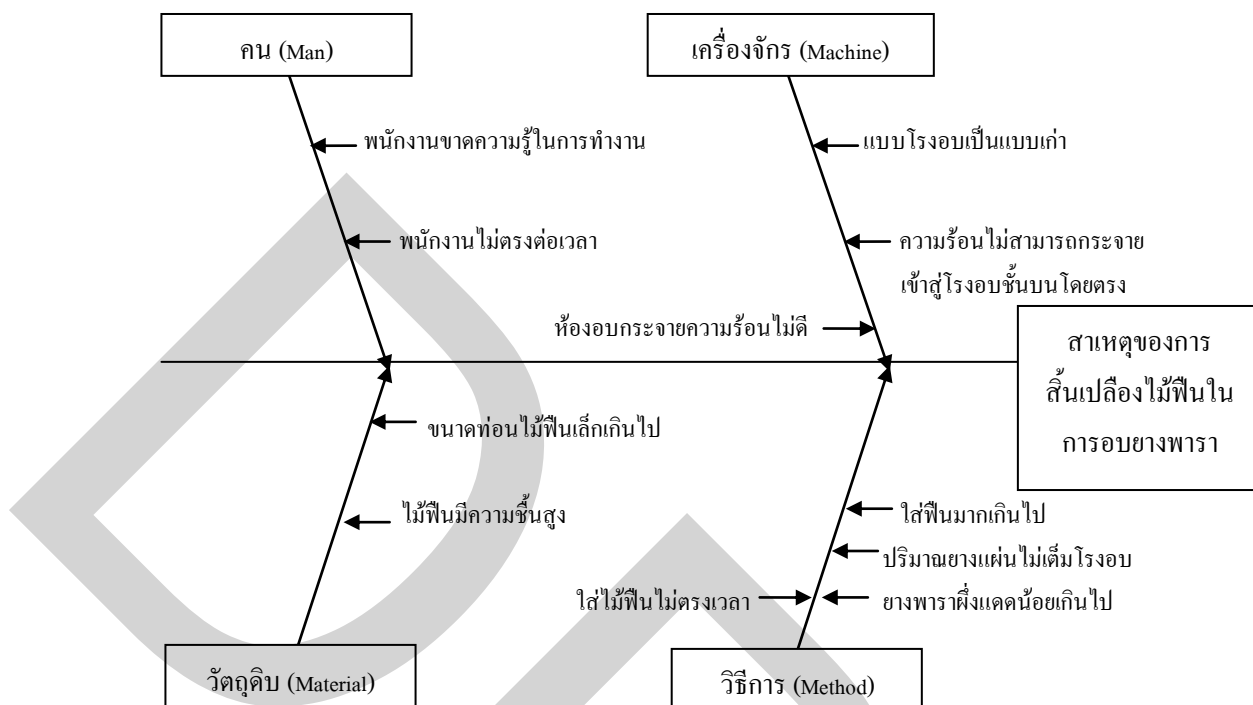 คน (Man)
เครื่องจักร (Machine)
พนักงานขาดความรู้ในการทำงาน
แบบโรงอบเป็นแบบเก่า
พนักงานไม่ตรงต่อเวลา
ความร้อนไม่สามารถกระจาย
เข้าสู่โรงอบชั้นบนโดยตรง
ห้องอบกระจายความร้อนไม่ดี
สาเหตุของการ
สิ้นเปลืองไม้ฟืนใน
การอบยางพารา
ขนาดท่อนไม้ฟืนเล็กเกินไป
ไม้ฟืนมีความชื้นสูง
ใส่ฟืนมากเกินไป
ปริมาณยางแผ่นไม่เต็มโรงอบ
ใส่ไม้ฟืนไม่ตรงเวลา
ยางพาราผึ่งแดดน้อยเกินไป
วัตถุดิบ (Material)
วิธีการ (Method)